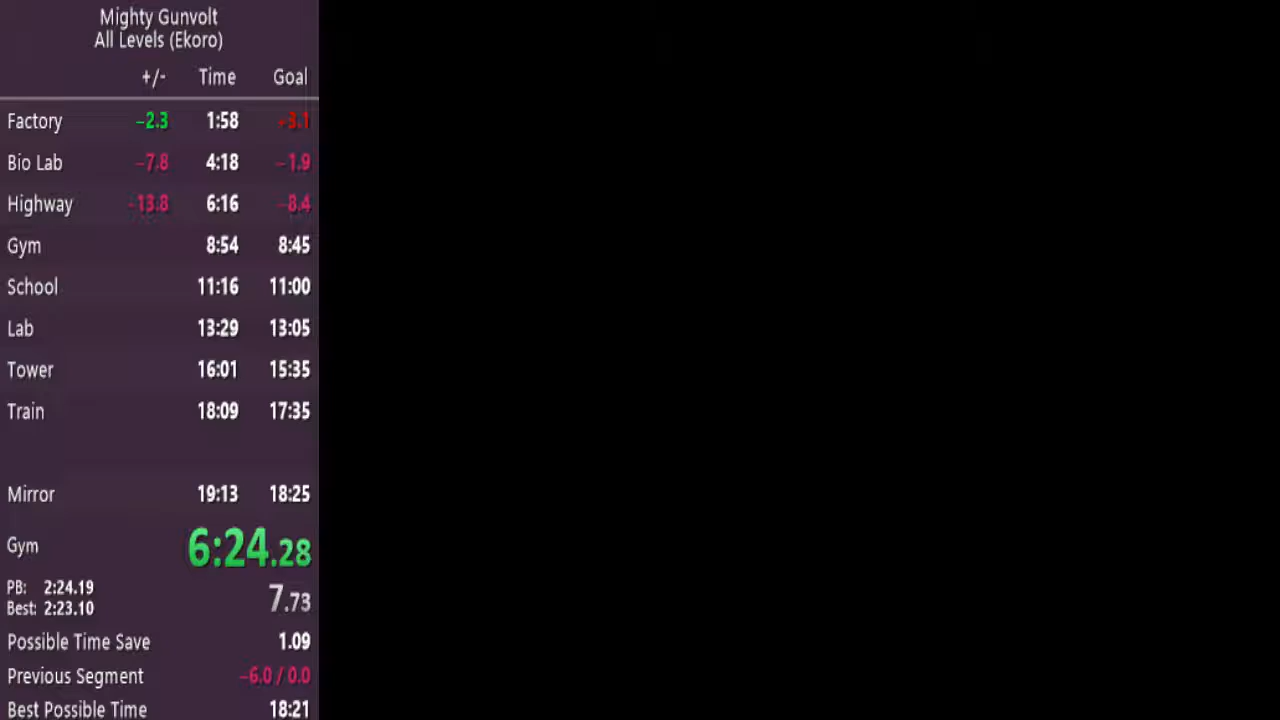 Mighty Gunvolt
All Levels (Ekoro)
+/- Time Goal
Factory −2.3 1:58 +3.1
Bio Lab −7.8 4:18 −1.9
Highway −13.8 6:16 −8.4
Gym 8:54 8:45
School 11:16 11:00
Lab 13:29 13:05
Tower 16:01 15:35
Train 18:09 17:35
Mirror 19:13 18:25
Gym 6:24.28
PB: 2:24.19
Best: 2:23.10 7.73
Possible Time Save 1.09
Previous Segment −6.0 / 0.0
Best Possible Time 18:21